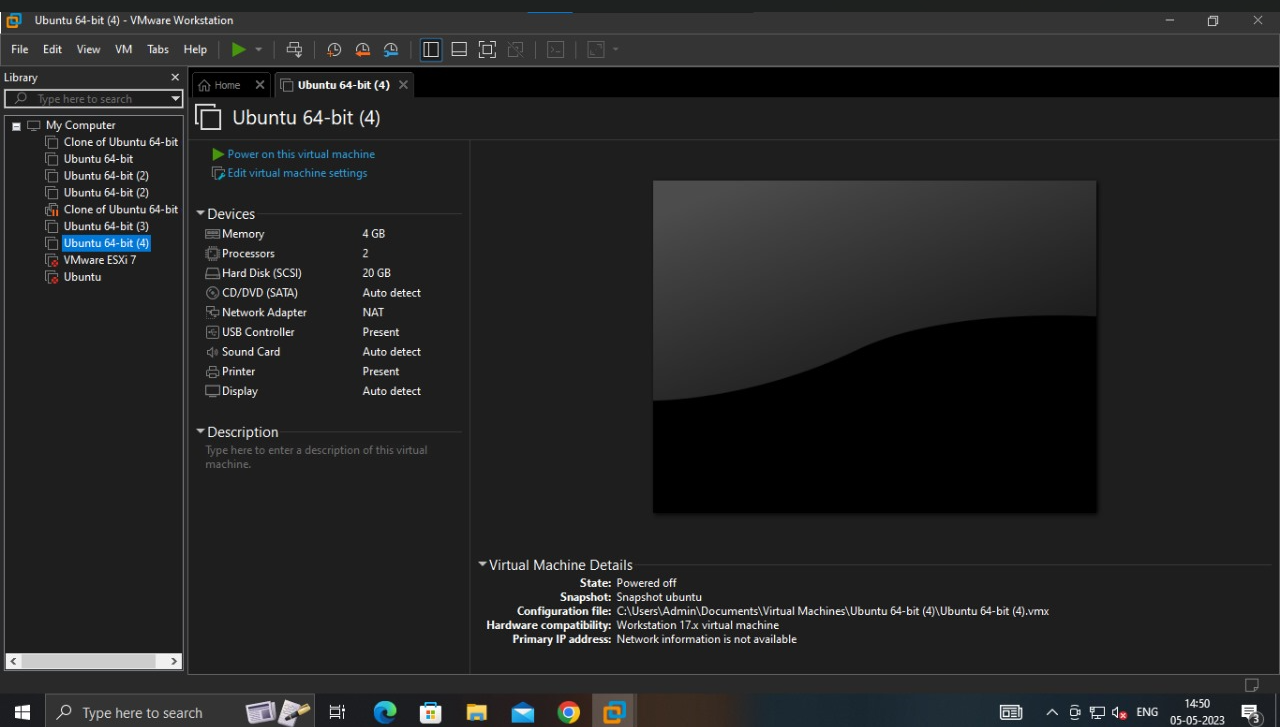 Ubuntu 64-bit (4) - VMware Workstation
File Edit View VM Tabs Help
Library
Type here to search
My Computer
Clone of Ubuntu 64-bit
Ubuntu 64-bit
Ubuntu 64-bit (2)
Ubuntu 64-bit (2)
Clone of Ubuntu 64-bit
Ubuntu 64-bit (3)
Ubuntu 64-bit (4)
VMware ESXi 7
Ubuntu
Home Ubuntu 64-bit (4)
Ubuntu 64-bit (4)
Power on this virtual machine
Edit virtual machine settings
Devices
Memory 4 GB
Processors 2
Hard Disk (SCSI) 20 GB
CD/DVD (SATA) Auto detect
Network Adapter NAT
USB Controller Present
Sound Card Auto detect
Printer Present
Display Auto detect
Description
Type here to enter a description of this virtual
machine.
Virtual Machine Details
State: Powered off
Snapshot: Snapshot ubuntu
Configuration file: C:\Users\Admin\Documents\Virtual Machines\Ubuntu 64-bit (4)\Ubuntu 64-bit (4).vmx
Hardware compatibility: Workstation 17.x virtual machine
Primary IP address: Network information is not available
Type here to search
ENG
14:50
05-05-2023
3